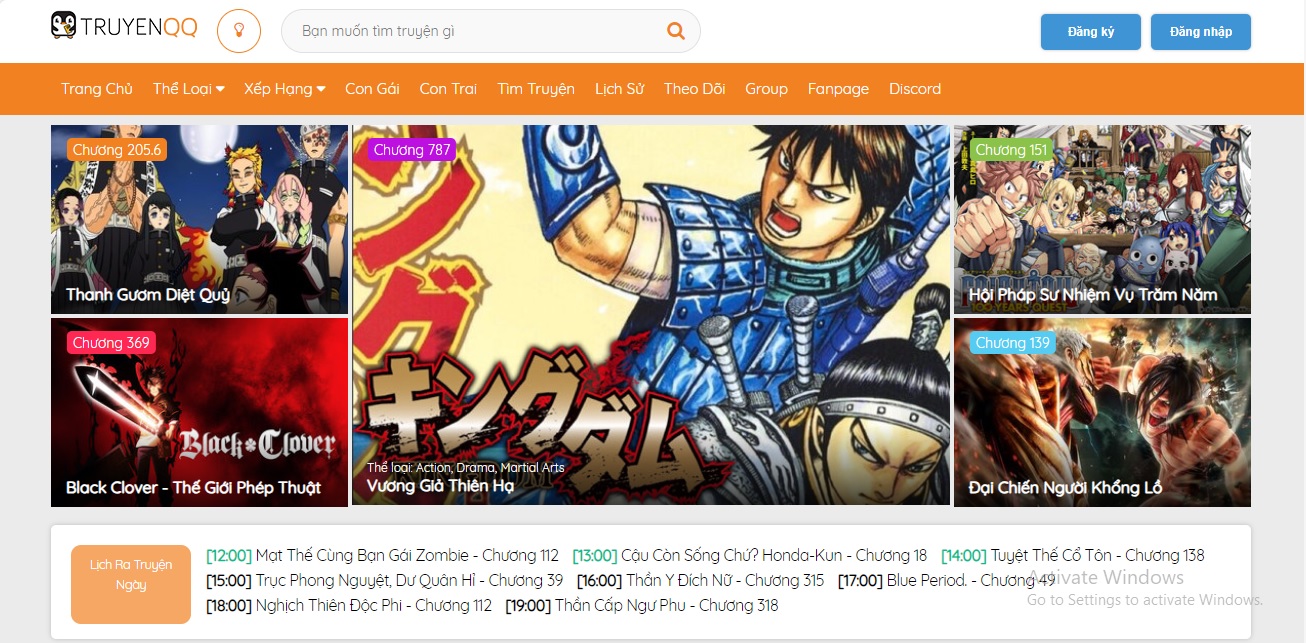 TRUYENQQ
Bạn muốn tìm truyện gì
Đăng ký
Đăng nhập
Trang Chủ Thể Loại Xếp Hạng Con Gái Con Trai Tìm Truyện Lịch Sử Theo Dõi Group Fanpage Discord
Chương 205.6
Thanh Gươm Diệt Quỷ
Chương 369
Black Clover
Black Clover - Thế Giới Phép Thuật
Chương 787
キングダム
Thể loại: Action, Drama, Martial Arts
Vương Giả Thiên Hạ
Chương 151
100 YEARS QUEST
Hội Pháp Sư Nhiệm Vụ Trăm Năm
Chương 139
Đại Chiến Người Khổng Lồ
Lịch Ra Truyện
Ngày
[12:00] Mạt Thế Cùng Bạn Gái Zombie - Chương 112 [13:00] Cậu Còn Sống Chứ? Honda-Kun - Chương 18 [14:00] Tuyệt Thế Cổ Tôn - Chương 138
[15:00] Trục Phong Nguyệt, Dư Quân Hỉ - Chương 39 [16:00] Thần Y Đích Nữ - Chương 315 [17:00] Blue Period. - Chương 49
[18:00] Nghịch Thiên Độc Phi - Chương 112 [19:00] Thần Cấp Ngư Phu - Chương 318
Activate Windows
Go to Settings to activate Windows.